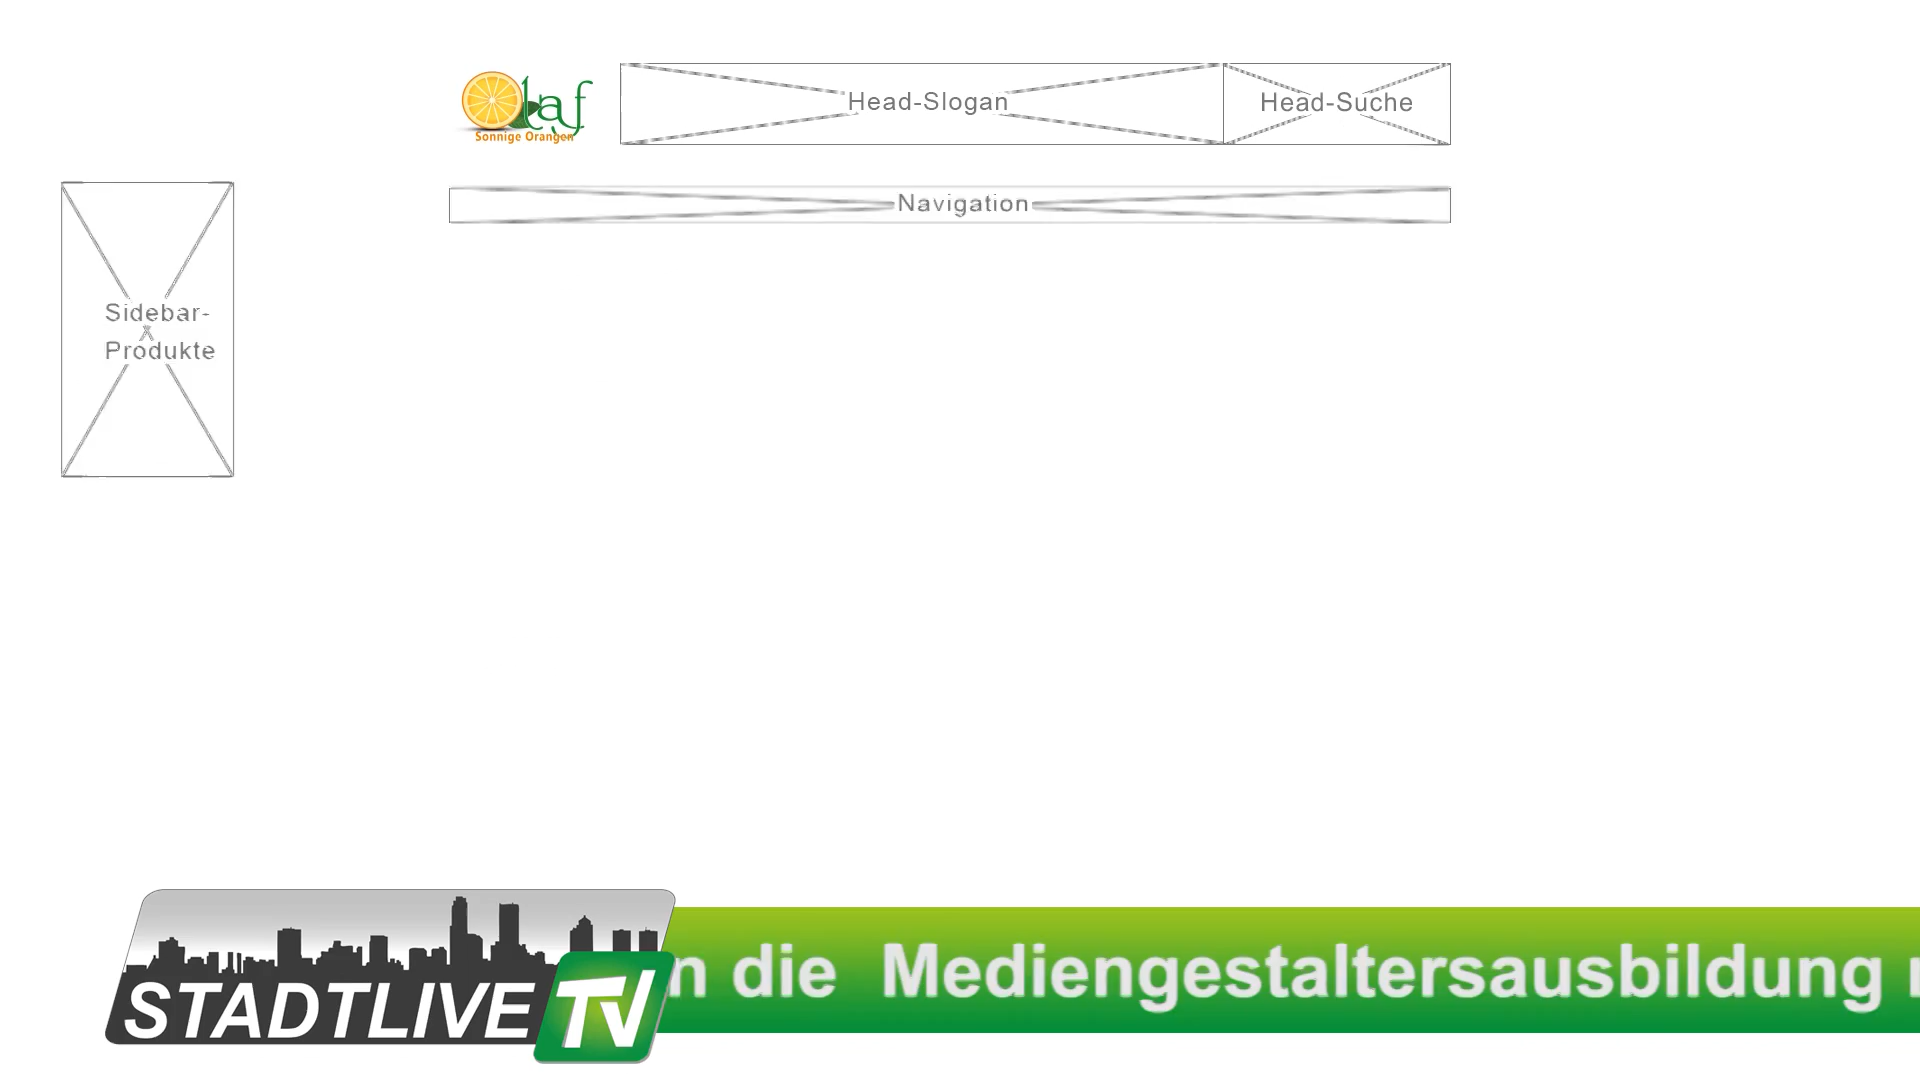 Olaf
Sonnige Orangen
Head-Slogan
Head-Suche
Navigation
Sidebar-
Produkte
STADTLIVE TV
n die Mediengestaltersausbildung